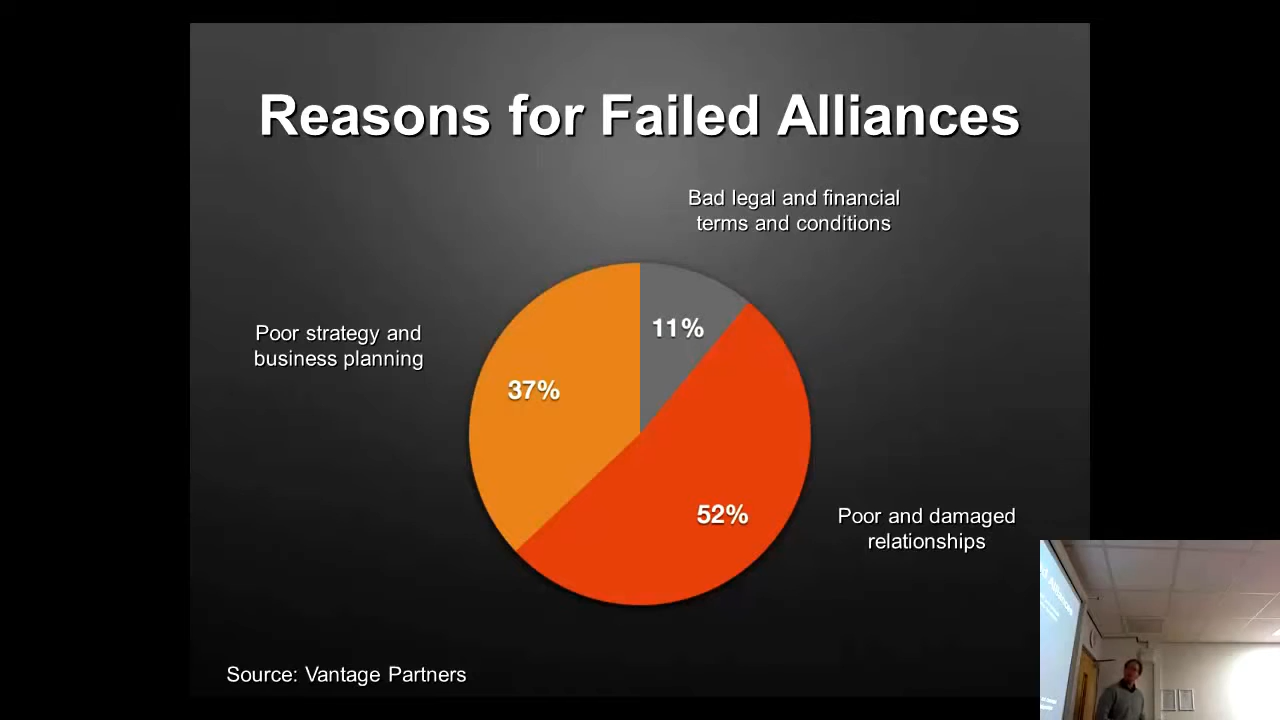 Reasons for Failed Alliances
Bad legal and financial
terms and conditions
11%
Poor strategy and
business planning
37%
52%
Poor and damaged
relationships
Source: Vantage Partners
Alliances